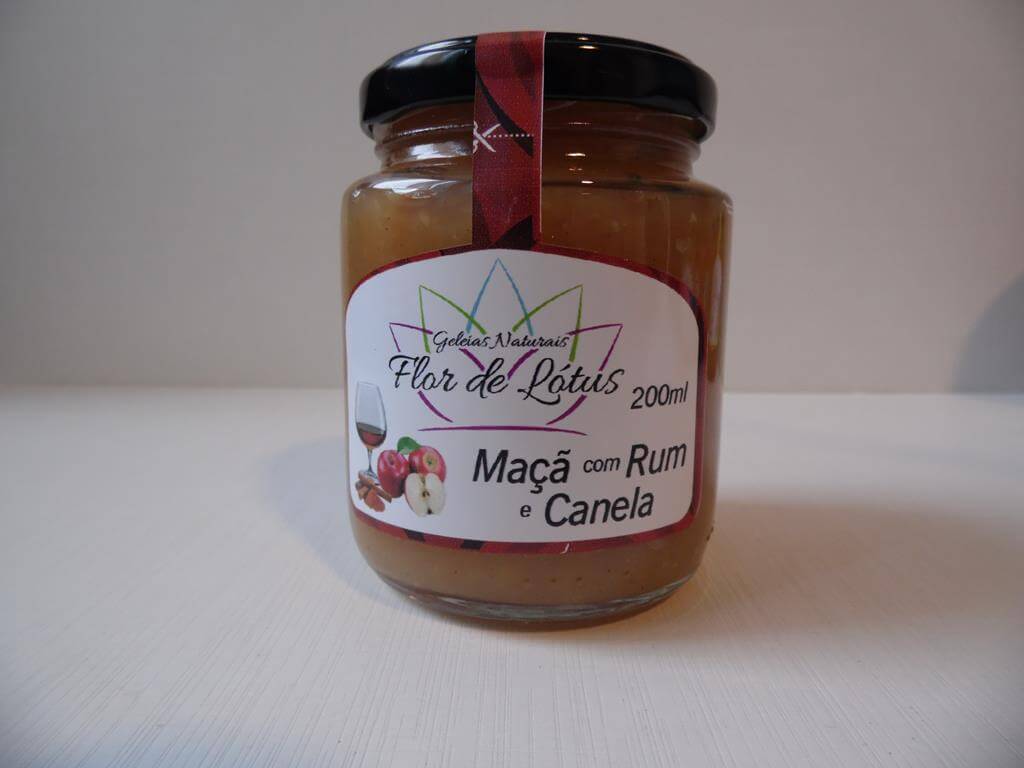 Geleias Naturais
Flor de Lótus
200ml
Maçã com Rum
e Canela